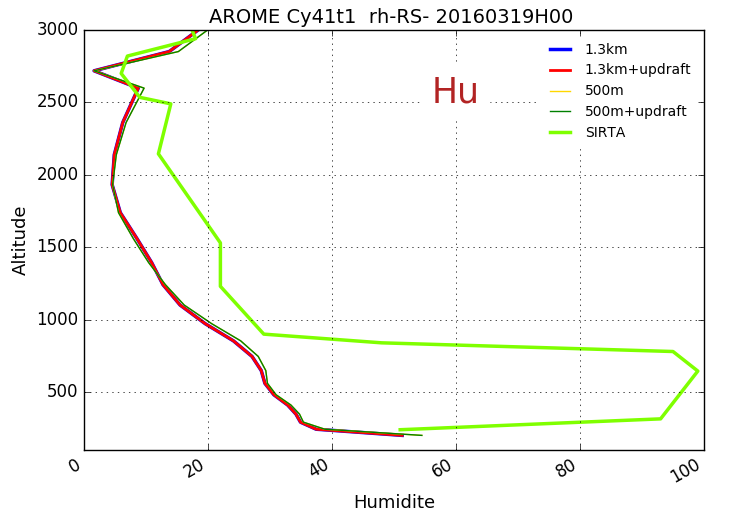 AROME Cy41t1  rh-RS- 20160319H00
3000
2500
2000
1500
1000
500
Altitude
Hu
1.3km
1.3km+updraft
500m
500m+updraft
SIRTA
0
20
40
60
80
100
Humidite